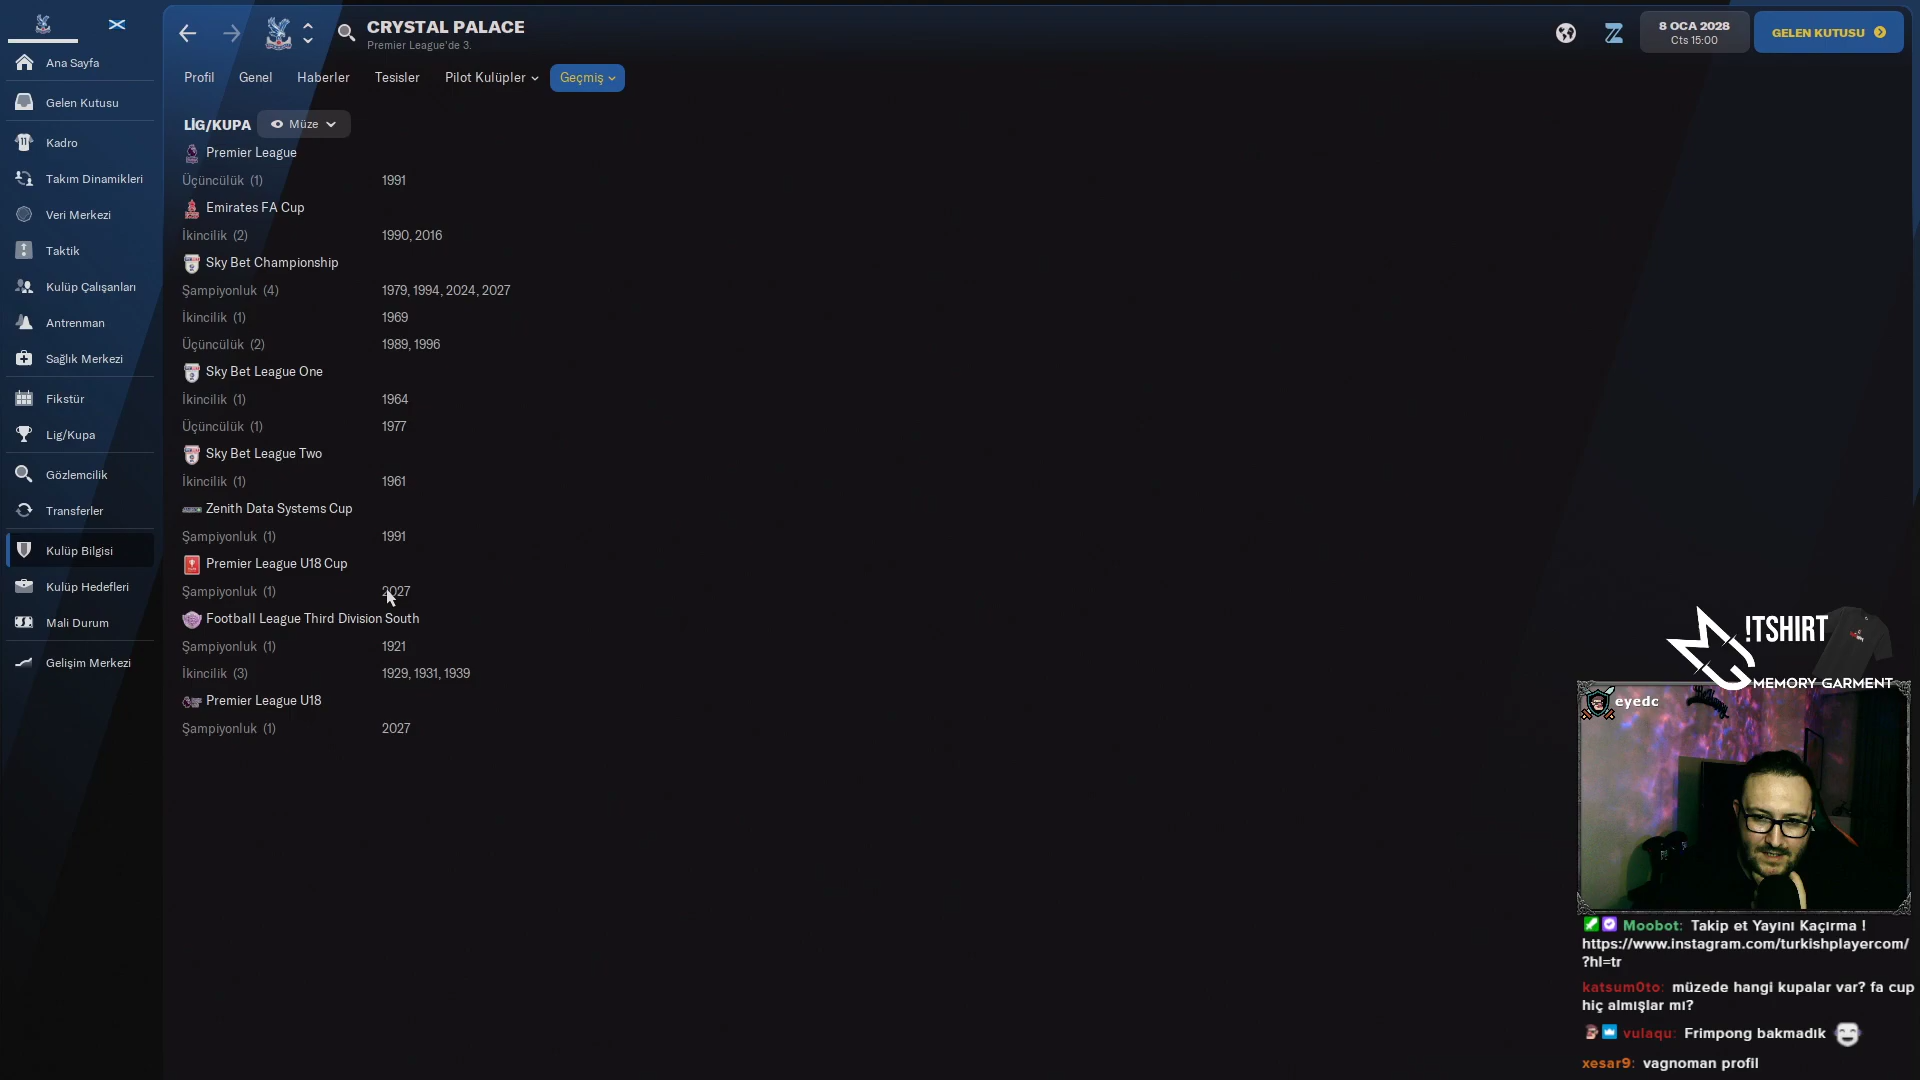 CRYSTAL PALACE
Premier League'de 3.
8 OCA 2028
Cts 15:00
GELEN KUTUSU
Profil
Genel
Haberler
Tesisler
Pilot Kulüpler
Geçmiş
Ana Sayfa
Gelen Kutusu
Kadro
Takım Dinamikleri
Veri Merkezi
Taktik
Kulüp Çalışanları
Antrenman
Sağlık Merkezi
Fikstür
Lig/Kupa
Gözlemcilik
Transferler
Kulüp Bilgisi
Kulüp Hedefleri
Mali Durum
Gelişim Merkezi
LİG/KUPA
Müze
Premier League
Üçüncülük (1) 1991
Emirates FA Cup
İkincilik (2) 1990, 2016
Sky Bet Championship
Şampiyonluk (4) 1979, 1994, 2024, 2027
İkincilik (1) 1969
Üçüncülük (2) 1989, 1996
Sky Bet League One
İkincilik (1) 1964
Üçüncülük (1) 1977
Sky Bet League Two
İkincilik (1) 1961
Zenith Data Systems Cup
Şampiyonluk (1) 1991
Premier League U18 Cup
Şampiyonluk (1) 2027
Football League Third Division South
Şampiyonluk (1) 1921
İkincilik (3) 1929, 1931, 1939
Premier League U18
Şampiyonluk (1) 2027
!TSHIRT
MEMORY GARMENT
eyedc
Moobot: Takip et Yayını Kaçırma !
https://www.instagram.com/turkishplayercom/
?hl=tr
katsum0to: müzede hangi kupalar var? fa cup
hiç almışlar mı?
vulaqu: Frimpong bakmadık
xesar9: vagnoman profil